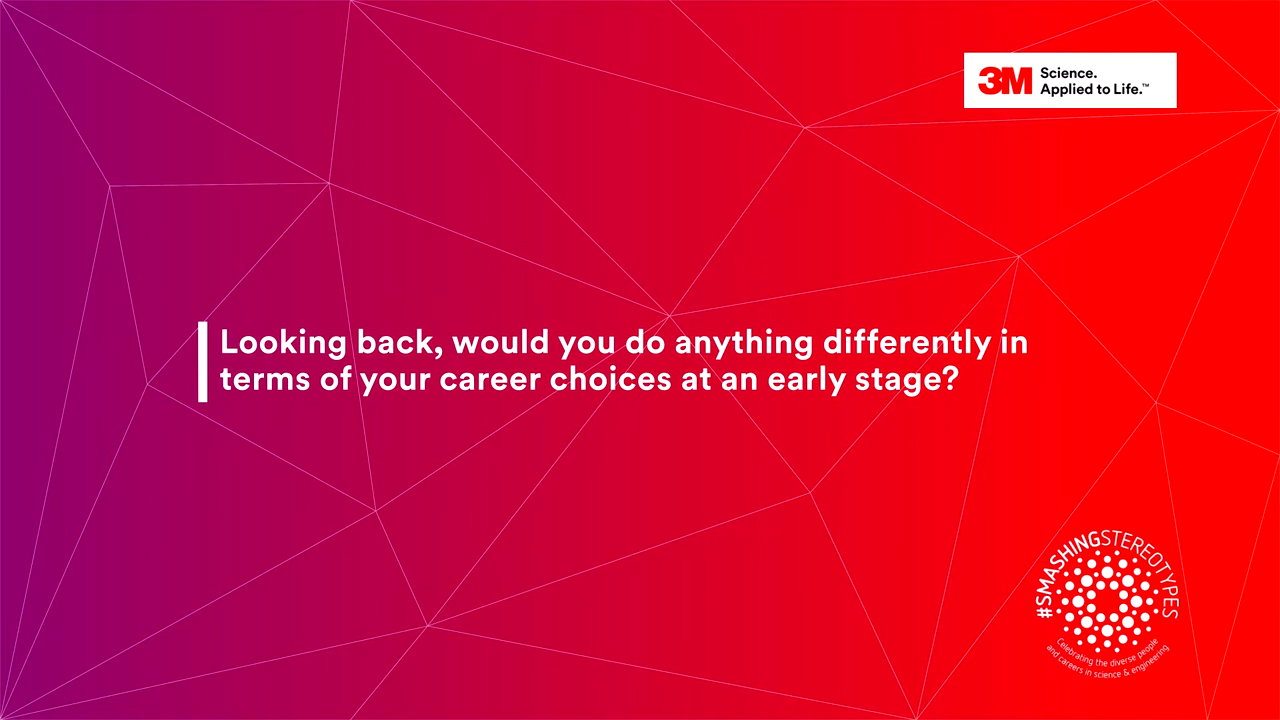 3M Science.
Applied to Life.™
Looking back, would you do anything differently in
terms of your career choices at an early stage?
#SMASHINGSTEREOTYPES
Celebrating the diverse people
and careers in science & engineering